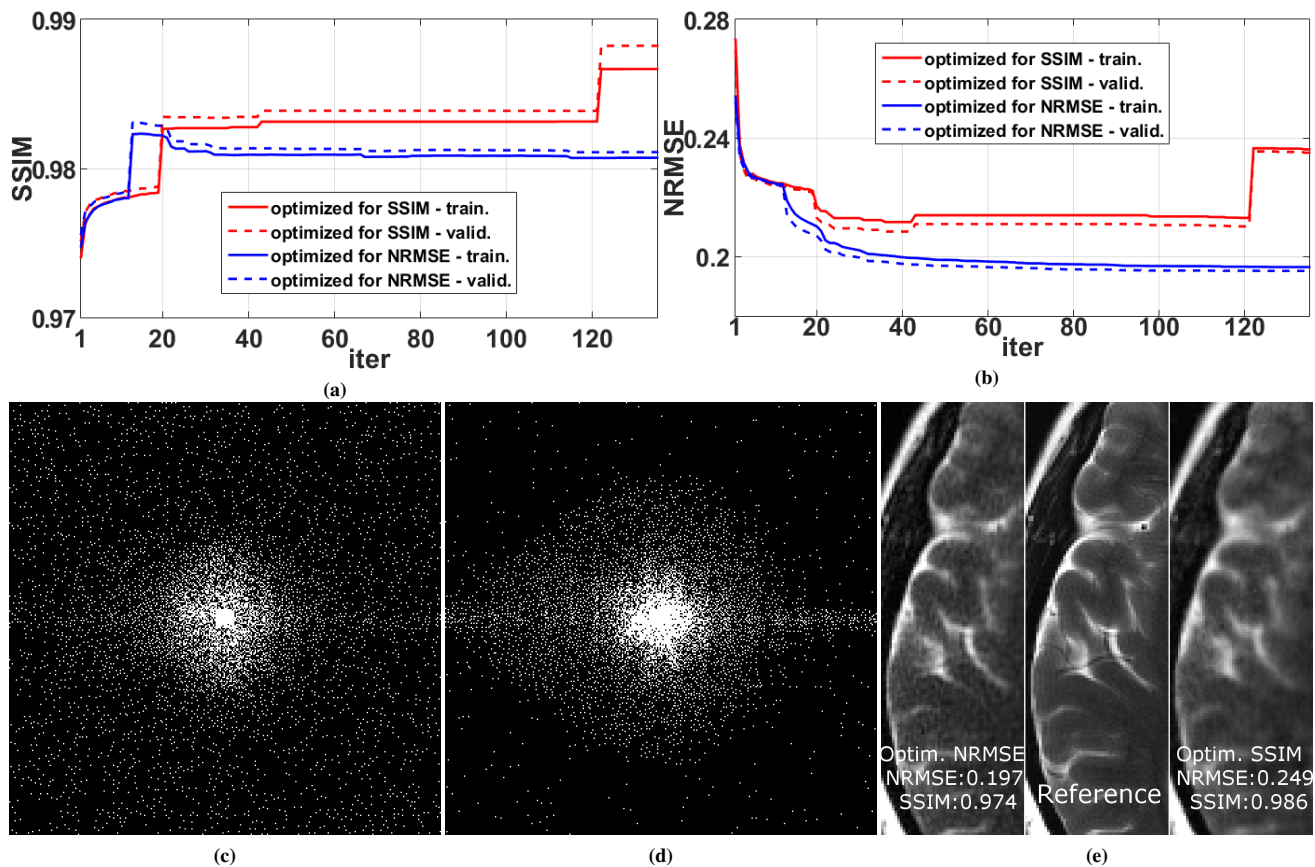 0.99
0.98
0.97
SSIM
1
20
40
60
80
100
120
iter
optimized for SSIM - train.
optimized for SSIM - valid.
optimized for NRMSE - train.
optimized for NRMSE - valid.
(a)
0.28
0.24
0.2
NRMSE
1
20
40
60
80
100
120
iter
optimized for SSIM - train.
optimized for SSIM - valid.
optimized for NRMSE - train.
optimized for NRMSE - valid.
(b)
(c)
(d)
Optim. NRMSE
NRMSE:0.197
SSIM:0.974
Reference
Optim. SSIM
NRMSE:0.249
SSIM:0.986
(e)